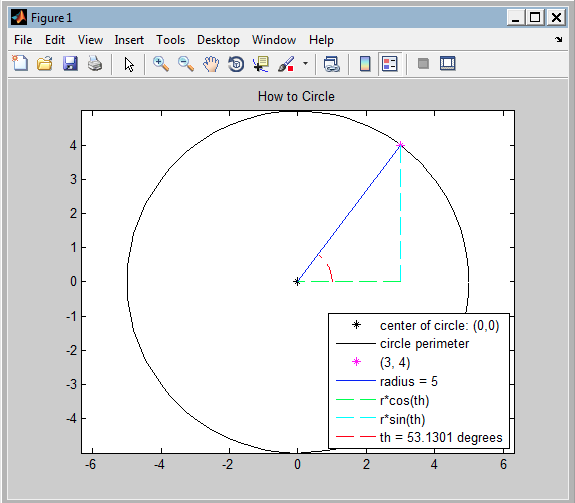 Figure 1
File Edit View Insert Tools Desktop Window Help
How to Circle
4
3
2
1
0
-1
-2
-3
-4
-6 -4 -2 0 2 4 6
center of circle: (0,0)
circle perimeter
(3, 4)
radius = 5
r*cos(th)
r*sin(th)
th = 53.1301 degrees